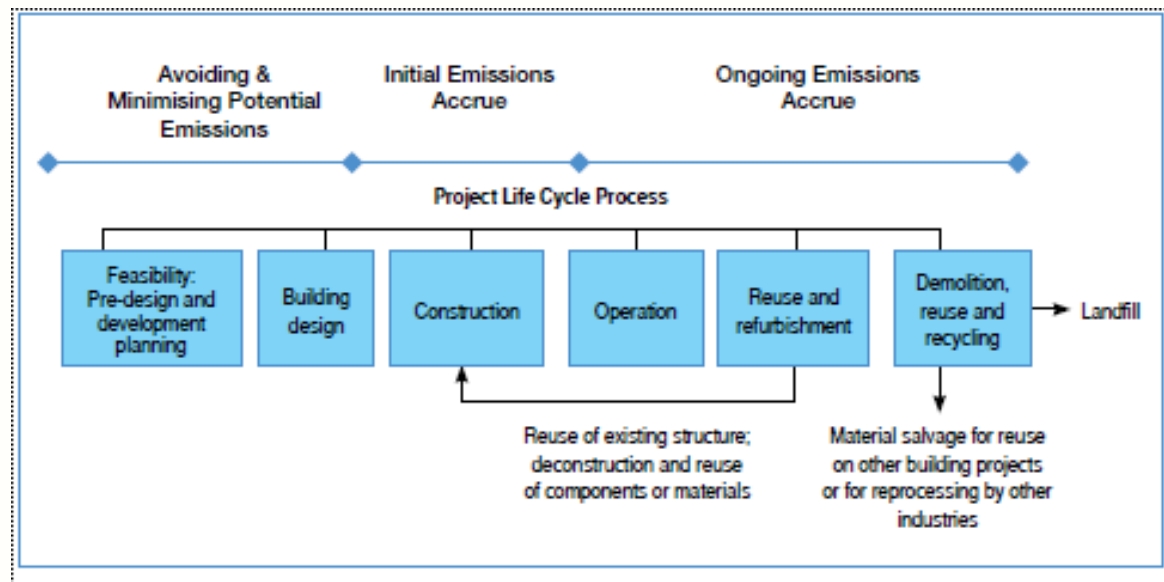 Avoiding &
Minimising Potential
Emissions
Initial Emissions
Accrue
Ongoing Emissions
Accrue
Project Life Cycle Process
Feasibility:
Pre-design and
development
planning
Building
design
Construction
Operation
Reuse and
refurbishment
Demolition,
reuse and
recycling
Landfill
Reuse of existing structure;
deconstruction and reuse
of components or materials
Material salvage for reuse
on other building projects
or for reprocessing by other
industries